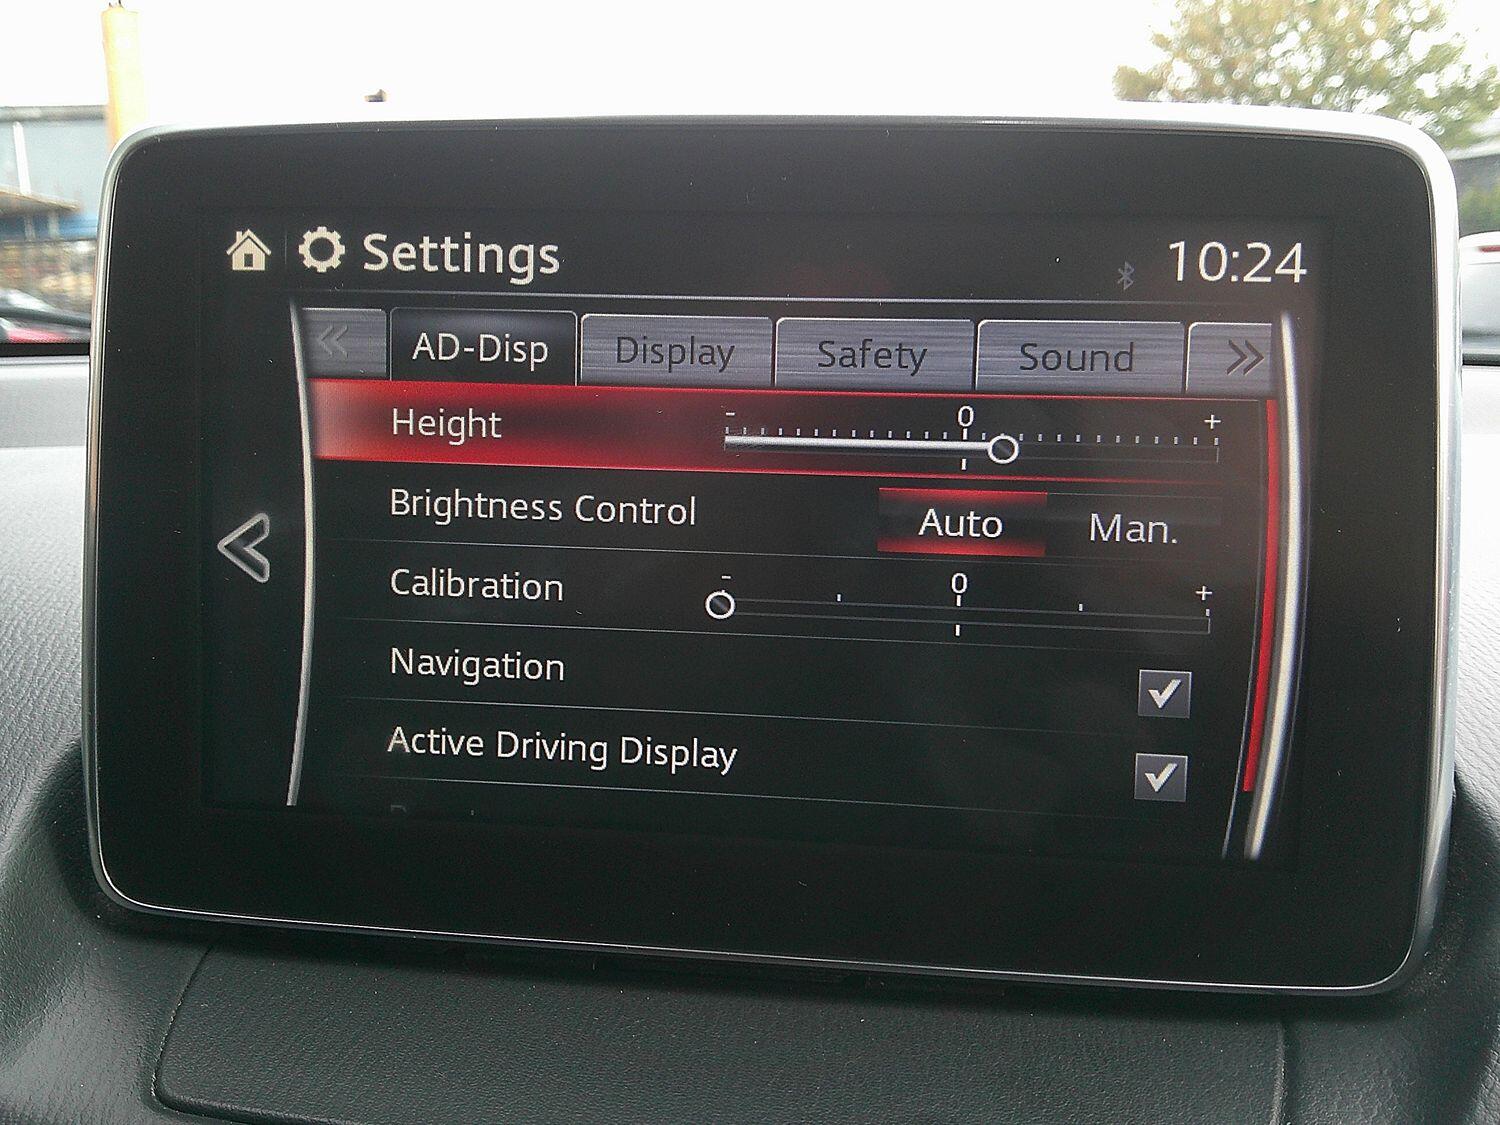 Settings
10:24
AD-Disp Display Safety Sound
Height - 0 +
Brightness Control Auto Man.
Calibration - 0 +
Navigation
Active Driving Display